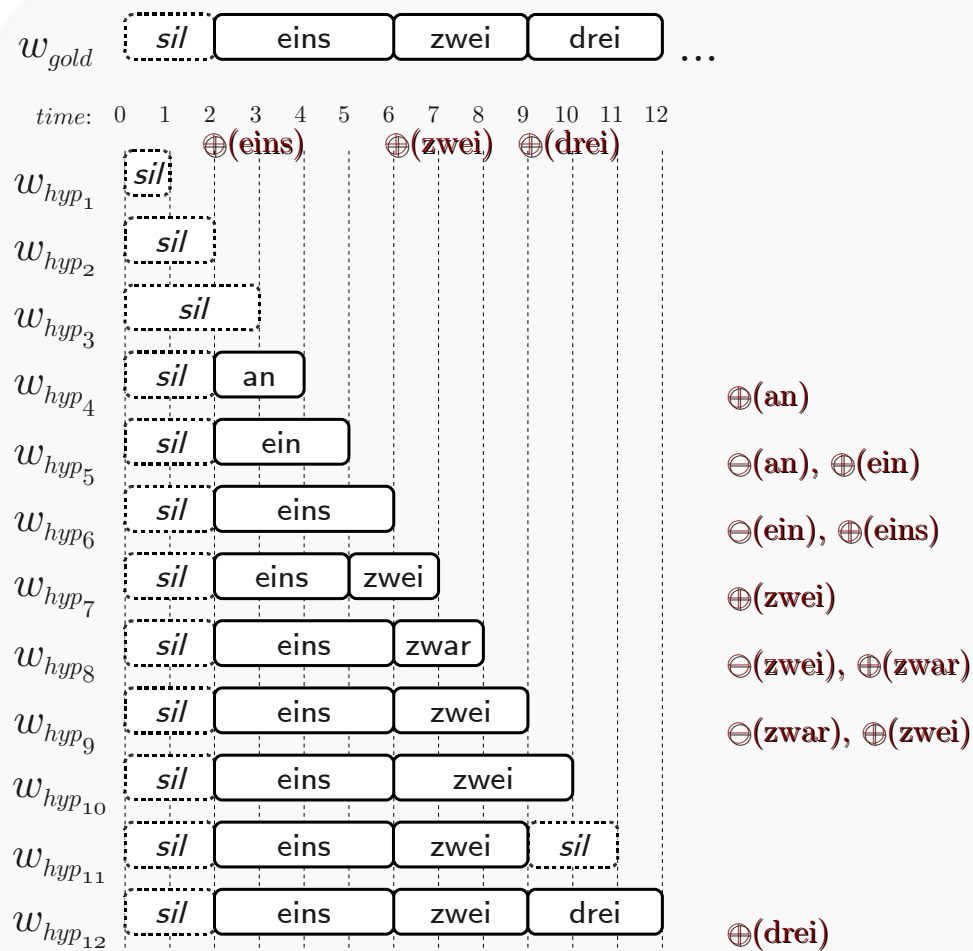 w_gold sil eins zwei drei ...
time: 0 1 2 3 4 5 6 7 8 9 10 11 12
⊕(eins) ⊕(zwei) ⊕(drei)
w_hyp_1 sil
w_hyp_2 sil
w_hyp_3 sil
w_hyp_4 sil an ⊕(an)
w_hyp_5 sil ein ⊖(an), ⊕(ein)
w_hyp_6 sil eins ⊖(ein), ⊕(eins)
w_hyp_7 sil eins zwei ⊕(zwei)
w_hyp_8 sil eins zwar ⊖(zwei), ⊕(zwar)
w_hyp_9 sil eins zwei ⊖(zwar), ⊕(zwei)
w_hyp_10 sil eins zwei
w_hyp_11 sil eins zwei sil
w_hyp_12 sil eins zwei drei ⊕(drei)